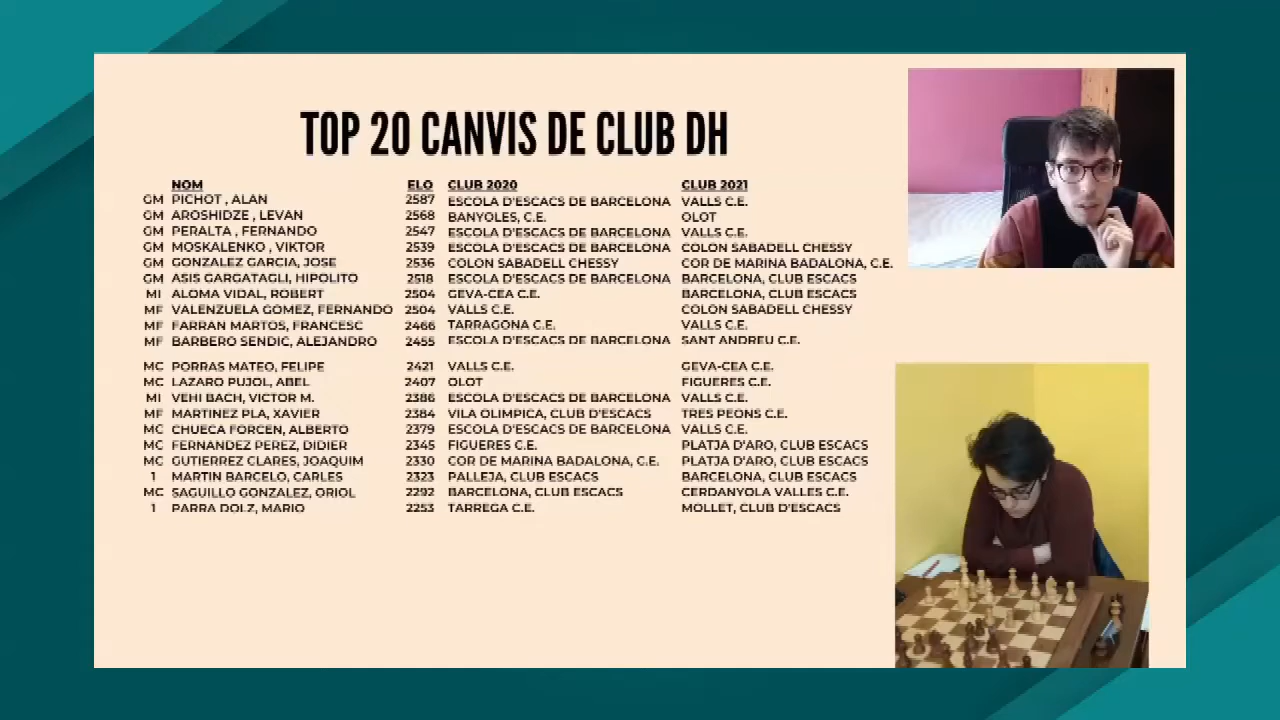 TOP 20 CANVIS DE CLUB DH
NOM ELO CLUB 2020 CLUB 2021
GM PICHOT , ALAN 2587 ESCOLA D'ESCACS DE BARCELONA VALLS C.E.
GM AROSHIDZE , LEVAN 2568 BANYOLES, C.E. OLOT
GM PERALTA , FERNANDO 2547 ESCOLA D'ESCACS DE BARCELONA VALLS C.E.
GM MOSKALENKO , VIKTOR 2539 ESCOLA D'ESCACS DE BARCELONA COLON SABADELL CHESSY
GM GONZALEZ GARCIA, JOSE 2536 COLON SABADELL CHESSY COR DE MARINA BADALONA, C.E.
GM ASIS GARGATAGLI, HIPOLITO 2518 ESCOLA D'ESCACS DE BARCELONA BARCELONA, CLUB ESCACS
MI ALOMA VIDAL, ROBERT 2504 GEVA-CEA C.E. BARCELONA, CLUB ESCACS
MF VALENZUELA GOMEZ, FERNANDO 2504 VALLS C.E. COLON SABADELL CHESSY
MF FARRAN MARTOS, FRANCESC 2466 TARRAGONA C.E. VALLS C.E.
MF BARBERO SENDIC, ALEJANDRO 2455 ESCOLA D'ESCACS DE BARCELONA SANT ANDREU C.E.
MC PORRAS MATEO, FELIPE 2421 VALLS C.E. GEVA-CEA C.E.
MC LAZARO PUJOL, ABEL 2407 OLOT FIGUERES C.E.
MI VEHI BACH, VICTOR M. 2386 ESCOLA D'ESCACS DE BARCELONA VALLS C.E.
MF MARTINEZ PLA, XAVIER 2384 VILA OLIMPICA, CLUB D'ESCACS TRES PEONS C.E.
MC CHUECA FORCEN, ALBERTO 2379 ESCOLA D'ESCACS DE BARCELONA VALLS C.E.
MC FERNANDEZ PEREZ, DIDIER 2345 FIGUERES C.E. PLATJA D'ARO, CLUB ESCACS
MC GUTIERREZ CLARES, JOAQUIM 2330 COR DE MARINA BADALONA, C.E. PLATJA D'ARO, CLUB ESCACS
1 MARTIN BARCELO, CARLES 2323 PALLEJA, CLUB ESCACS BARCELONA, CLUB ESCACS
MC SAGUILLO GONZALEZ, ORIOL 2292 BARCELONA, CLUB ESCACS CERDANYOLA VALLES C.E.
1 PARRA DOLZ, MARIO 2253 TARREGA C.E. MOLLET, CLUB D'ESCACS